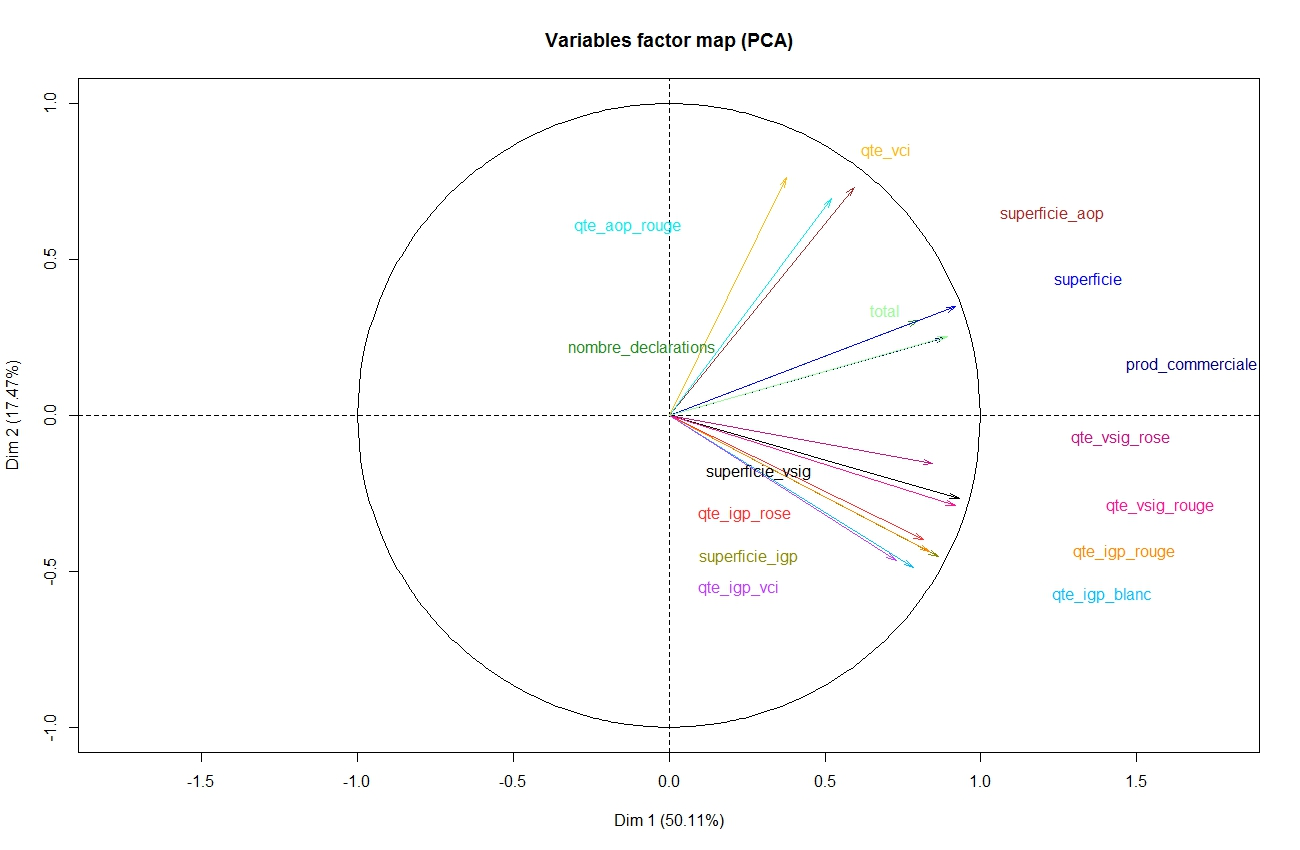 Variables factor map (PCA)
1.0
0.5
0.0
-0.5
-1.0
Dim 2 (17.47%)
qte_vci
superficie_aop
qte_aop_rouge
superficie
total
nombre_declarations
prod_commerciale
qte_vsig_rose
superficie_vsig
qte_vsig_rouge
qte_igp_rose
qte_igp_rouge
superficie_igp
qte_igp_vci
qte_igp_blanc
-1.5 -1.0 -0.5 0.0 0.5 1.0 1.5
Dim 1 (50.11%)